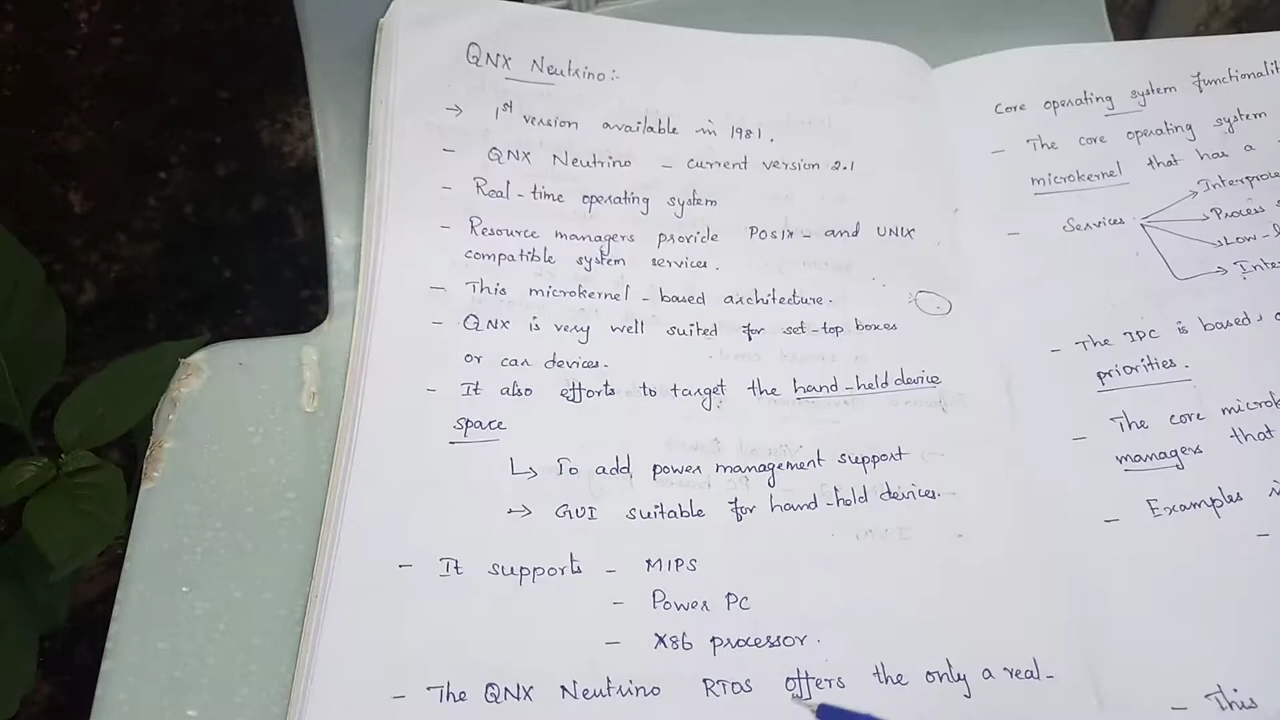 QNX Neutrino:-
→ 1st version available in 1981.
- QNX Neutrino - current version 2.1
- Real-time operating system
- Resource managers provide POSIX- and UNIX
compatible system services.
- This microkernel-based architecture.
- QNX is very well suited for set-top boxes
or car devices.
- It also efforts to target the hand-held device
space
↳ To add power management support
→ GUI suitable for hand-held devices.
- It supports - MIPS
- Power PC
- X86 processor.
- The QNX Neutrino RTOS offers the only a real-
Core operating system functionalit
- The core operating system
microkernel that has a
- Services
Interproce
Process
Low-l
Inte
- The IPC is based
priorities.
- The core microk
managers that
- Examples
-
- This